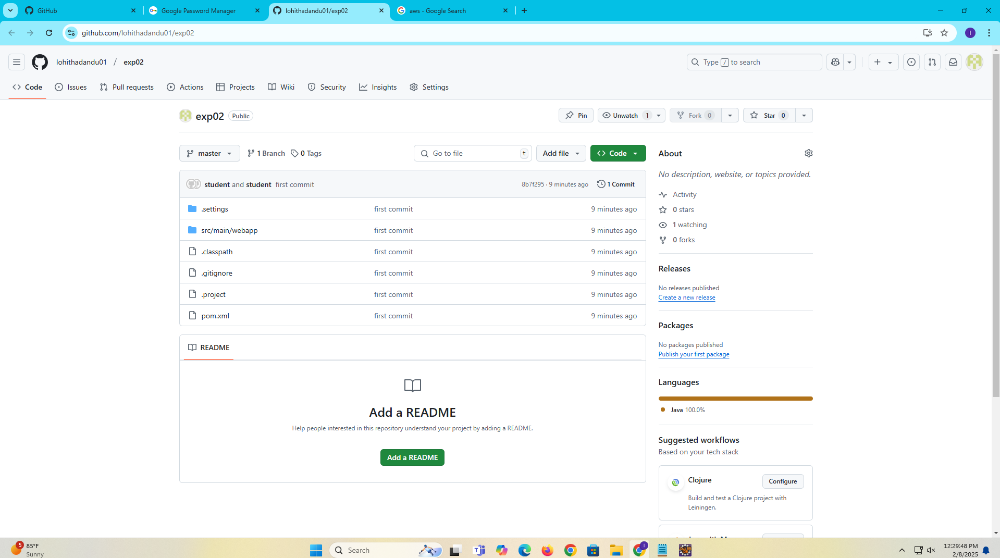 GitHub
Google Password Manager
lohithadandu01/exp02
aws - Google Search
github.com/lohithadandu01/exp02
I
lohithadandu01 / exp02
Type / to search
Code
Issues
Pull requests
Actions
Projects
Wiki
Security
Insights
Settings
exp02 Public
Pin
Unwatch 1
Fork 0
Star 0
master
1 Branch
0 Tags
Go to file t
Add file
Code
student and student first commit
8b7f295 · 9 minutes ago
1 Commit
.settings first commit 9 minutes ago
src/main/webapp first commit 9 minutes ago
.classpath first commit 9 minutes ago
.gitignore first commit 9 minutes ago
.project first commit 9 minutes ago
pom.xml first commit 9 minutes ago
README
Add a README
Help people interested in this repository understand your project by adding a README.
Add a README
About
No description, website, or topics provided.
Activity
0 stars
1 watching
0 forks
Releases
No releases published
Create a new release
Packages
No packages published
Publish your first package
Languages
Java 100.0%
Suggested workflows
Based on your tech stack
Clojure
Configure
Build and test a Clojure project with
Leiningen.
5
85°F
Sunny
Search
12:29:48 PM
2/8/2025